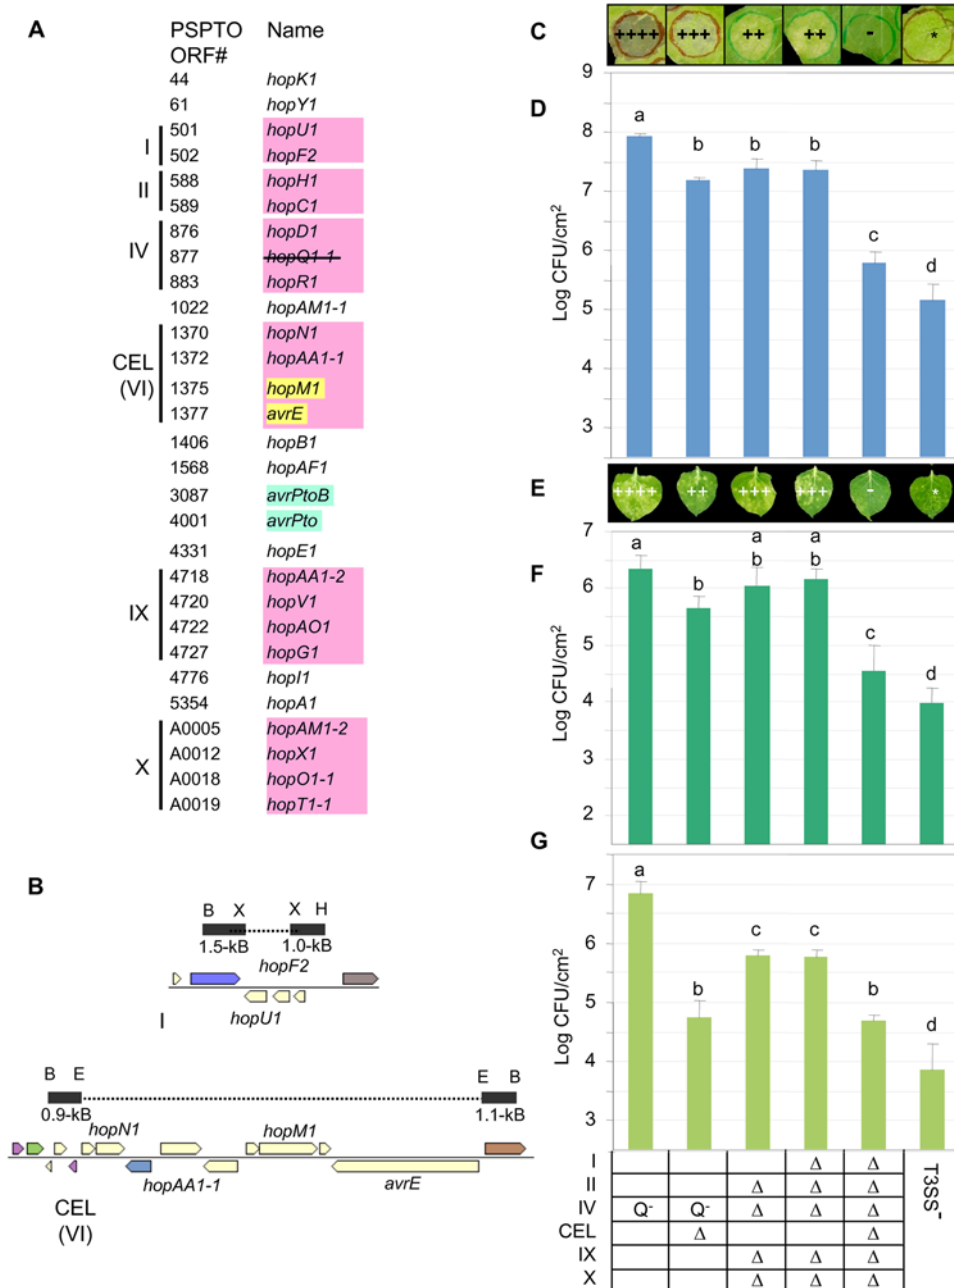 A
PSPTO ORF# Name
44 hopK1
61 hopY1
I
501 hopU1
502 hopF2
II
588 hopH1
589 hopC1
IV
876 hopD1
877 hopQ1-1
883 hopR1
1022 hopAM1-1
CEL (VI)
1370 hopN1
1372 hopAA1-1
1375 hopM1
1377 avrE
1406 hopB1
1568 hopAF1
3087 avrPtoB
4001 avrPto
4331 hopE1
IX
4718 hopAA1-2
4720 hopV1
4722 hopAO1
4727 hopG1
4776 hopI1
5354 hopA1
X
A0005 hopAM1-2
A0012 hopX1
A0018 hopO1-1
A0019 hopT1-1
B
B X X H
1.5-kB 1.0-kB
hopF2
hopU1
I
B E E B
0.9-kB 1.1-kB
hopN1 hopM1
hopAA1-1 avrE
CEL
(VI)
C
++++ +++ ++ ++ - *
D
Log CFU/cm²
9
8
7
6
5
4
3
a b b b c d
E
++++ ++ +++ +++ - *
F
Log CFU/cm²
7
6
5
4
3
2
a b a b a b c d
G
Log CFU/cm²
7
6
5
4
3
a b c c b d
I Δ Δ
II Δ Δ Δ
IV Q- Q- Δ Δ Δ
CEL Δ Δ
IX Δ Δ Δ
X Δ Δ Δ
T3SS-